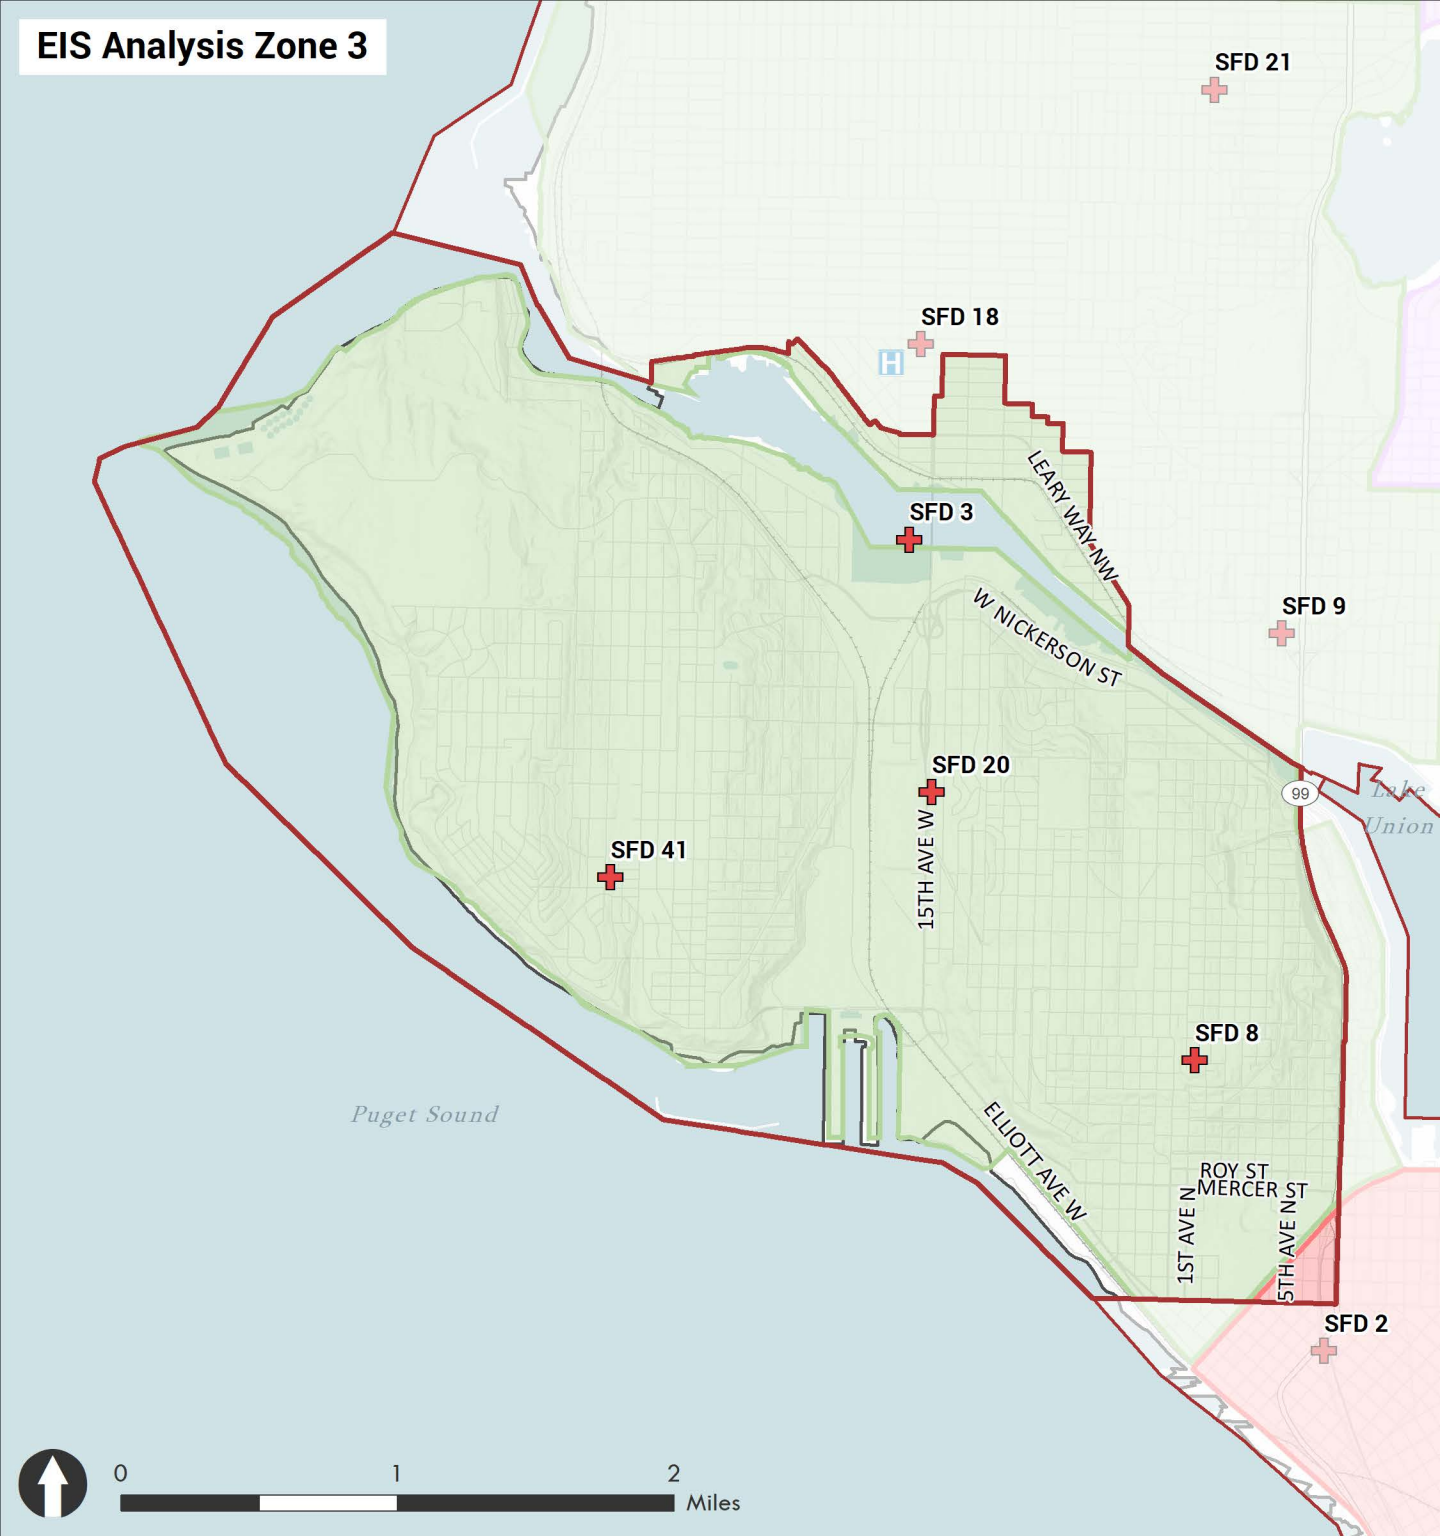 EIS Analysis Zone 3
SFD 21
SFD 18
H
LEARY WAY NW
SFD 3
W NICKERSON ST
SFD 9
SFD 20
99
Lake
Union
15TH AVE W
SFD 41
SFD 8
Puget Sound
ELLIOTT AVE W
ROY ST
MERCER ST
1ST AVE N
5TH AVE N
SFD 2
0 1 2
Miles